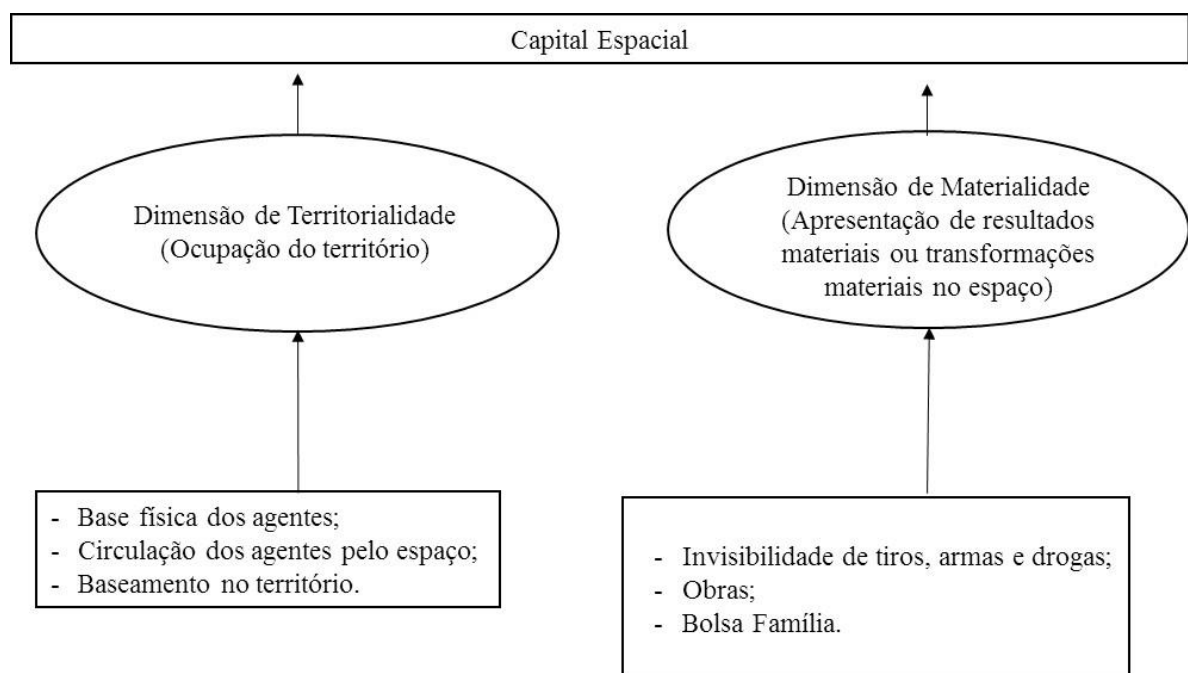 Capital Espacial
Dimensão de Territorialidade
(Ocupação do território)
Dimensão de Materialidade
(Apresentação de resultados
materiais ou transformações
materiais no espaço)
- Base física dos agentes;
- Circulação dos agentes pelo espaço;
- Baseamento no território.
- Invisibilidade de tiros, armas e drogas;
- Obras;
- Bolsa Família.